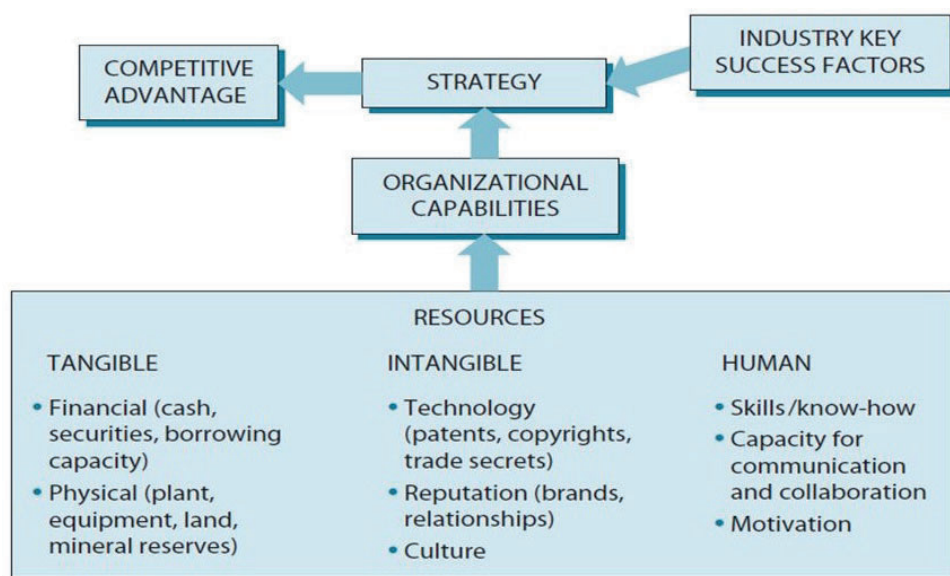 COMPETITIVE
ADVANTAGE
STRATEGY
INDUSTRY KEY
SUCCESS FACTORS
ORGANIZATIONAL
CAPABILITIES
RESOURCES
TANGIBLE
• Financial (cash,
securities, borrowing
capacity)
• Physical (plant,
equipment, land,
mineral reserves)
INTANGIBLE
• Technology
(patents, copyrights,
trade secrets)
• Reputation (brands,
relationships)
• Culture
HUMAN
• Skills/know-how
• Capacity for
communication
and collaboration
• Motivation